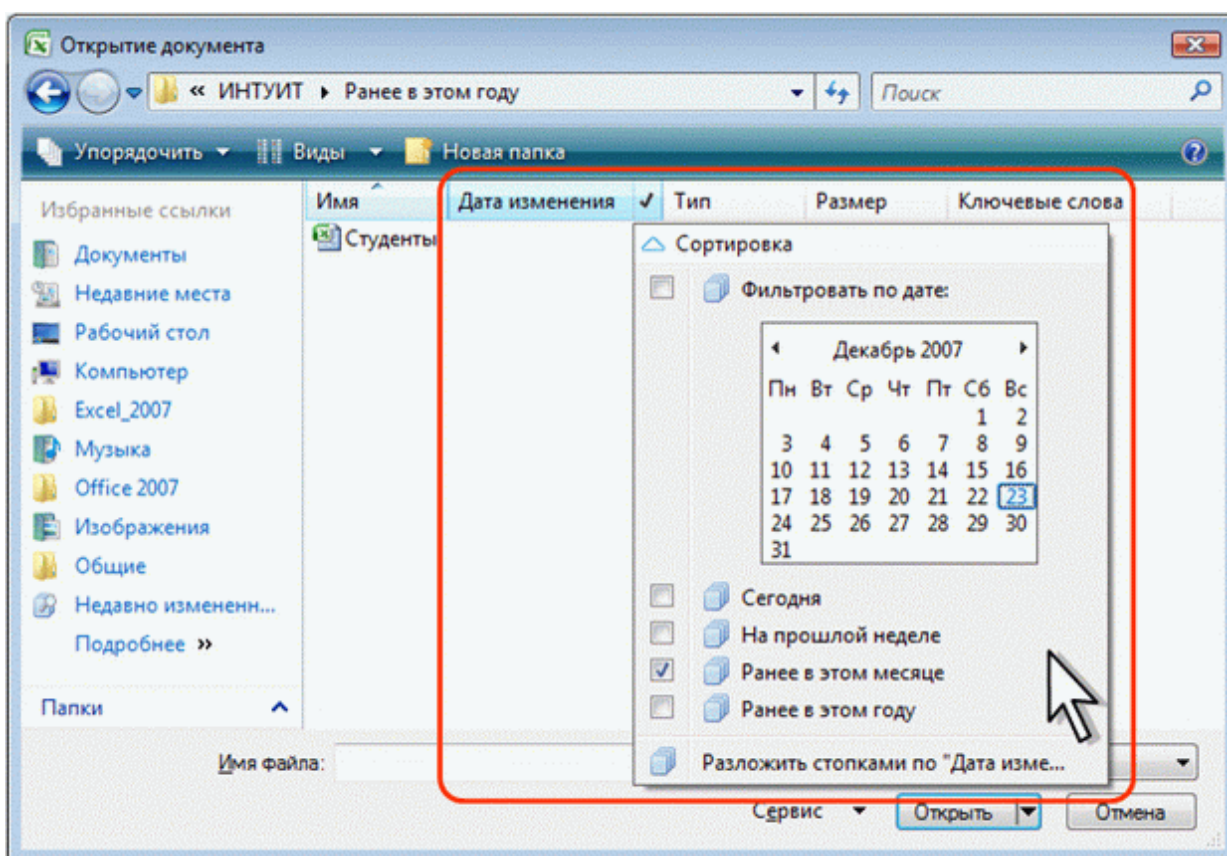 Открытие документа
« ИНТУИТ ▸ Ранее в этом году
Поиск
Упорядочить Виды Новая папка
Избранные ссылки
Документы
Недавние места
Рабочий стол
Компьютер
Excel_2007
Музыка
Office 2007
Изображения
Общие
Недавно измененн...
Подробнее »
Папки
Имя Дата изменения Тип Размер Ключевые слова
Студенты
Сортировка
Фильтровать по дате:
Декабрь 2007
Пн Вт Ср Чт Пт Сб Вс
1 2
3 4 5 6 7 8 9
10 11 12 13 14 15 16
17 18 19 20 21 22 23
24 25 26 27 28 29 30
31
Сегодня
На прошлой неделе
Ранее в этом месяце
Ранее в этом году
Разложить стопками по "Дата изме...
Имя файла:
Сервис Открыть Отмена